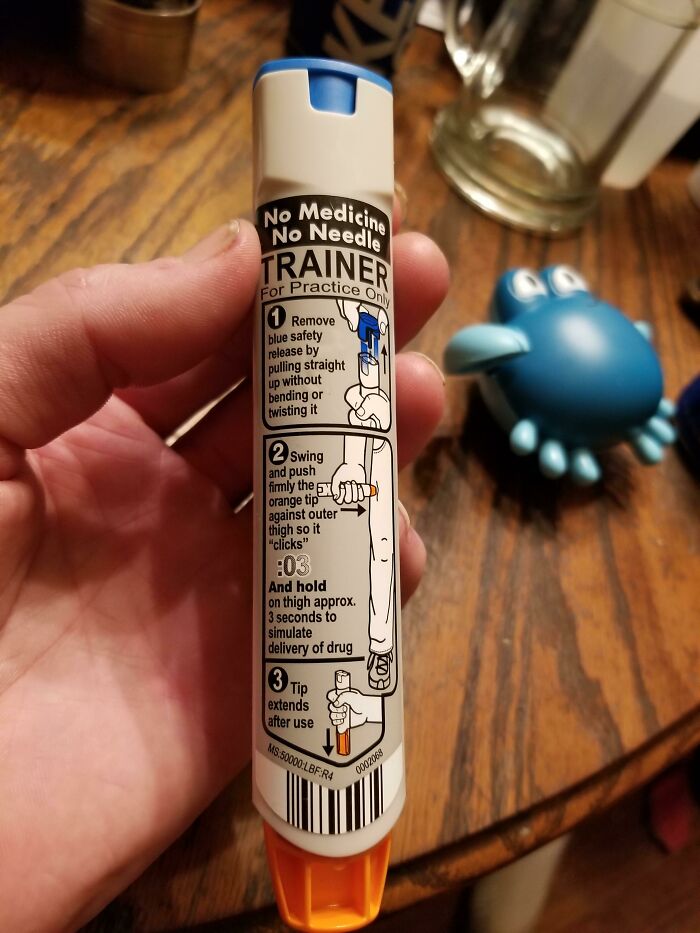 KE
No Medicine
No Needle
TRAINER
For Practice Only
1 Remove
blue safety
release by
pulling straight
up without
bending or
twisting it
2 Swing
and push
firmly the
orange tip
against outer
thigh so it
“clicks”
:03
And hold
on thigh approx.
3 seconds to
simulate
delivery of drug
3 Tip
extends
after use
MS:50000:LBF:R4 0002068